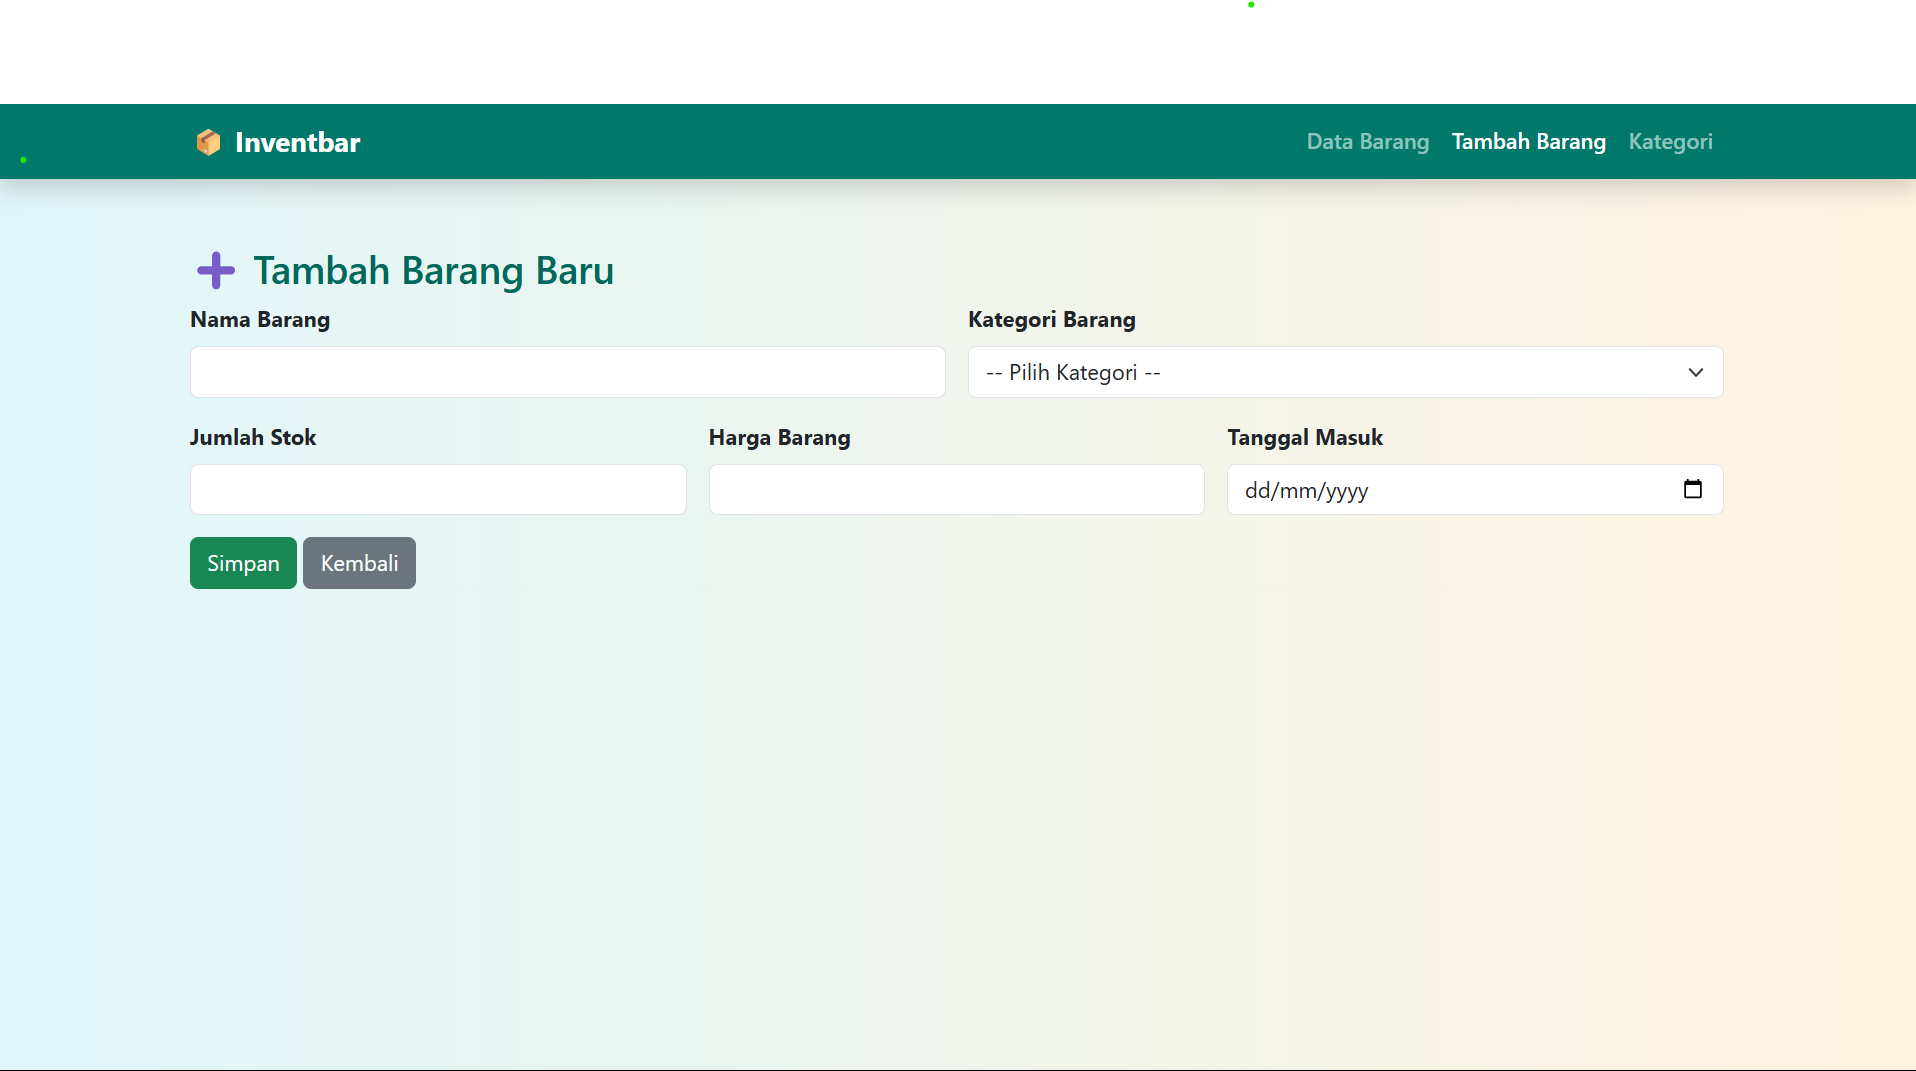 Inventbar
Data Barang Tambah Barang Kategori
Tambah Barang Baru
Nama Barang
Kategori Barang
-- Pilih Kategori --
Jumlah Stok
Harga Barang
Tanggal Masuk
dd/mm/yyyy
Simpan Kembali